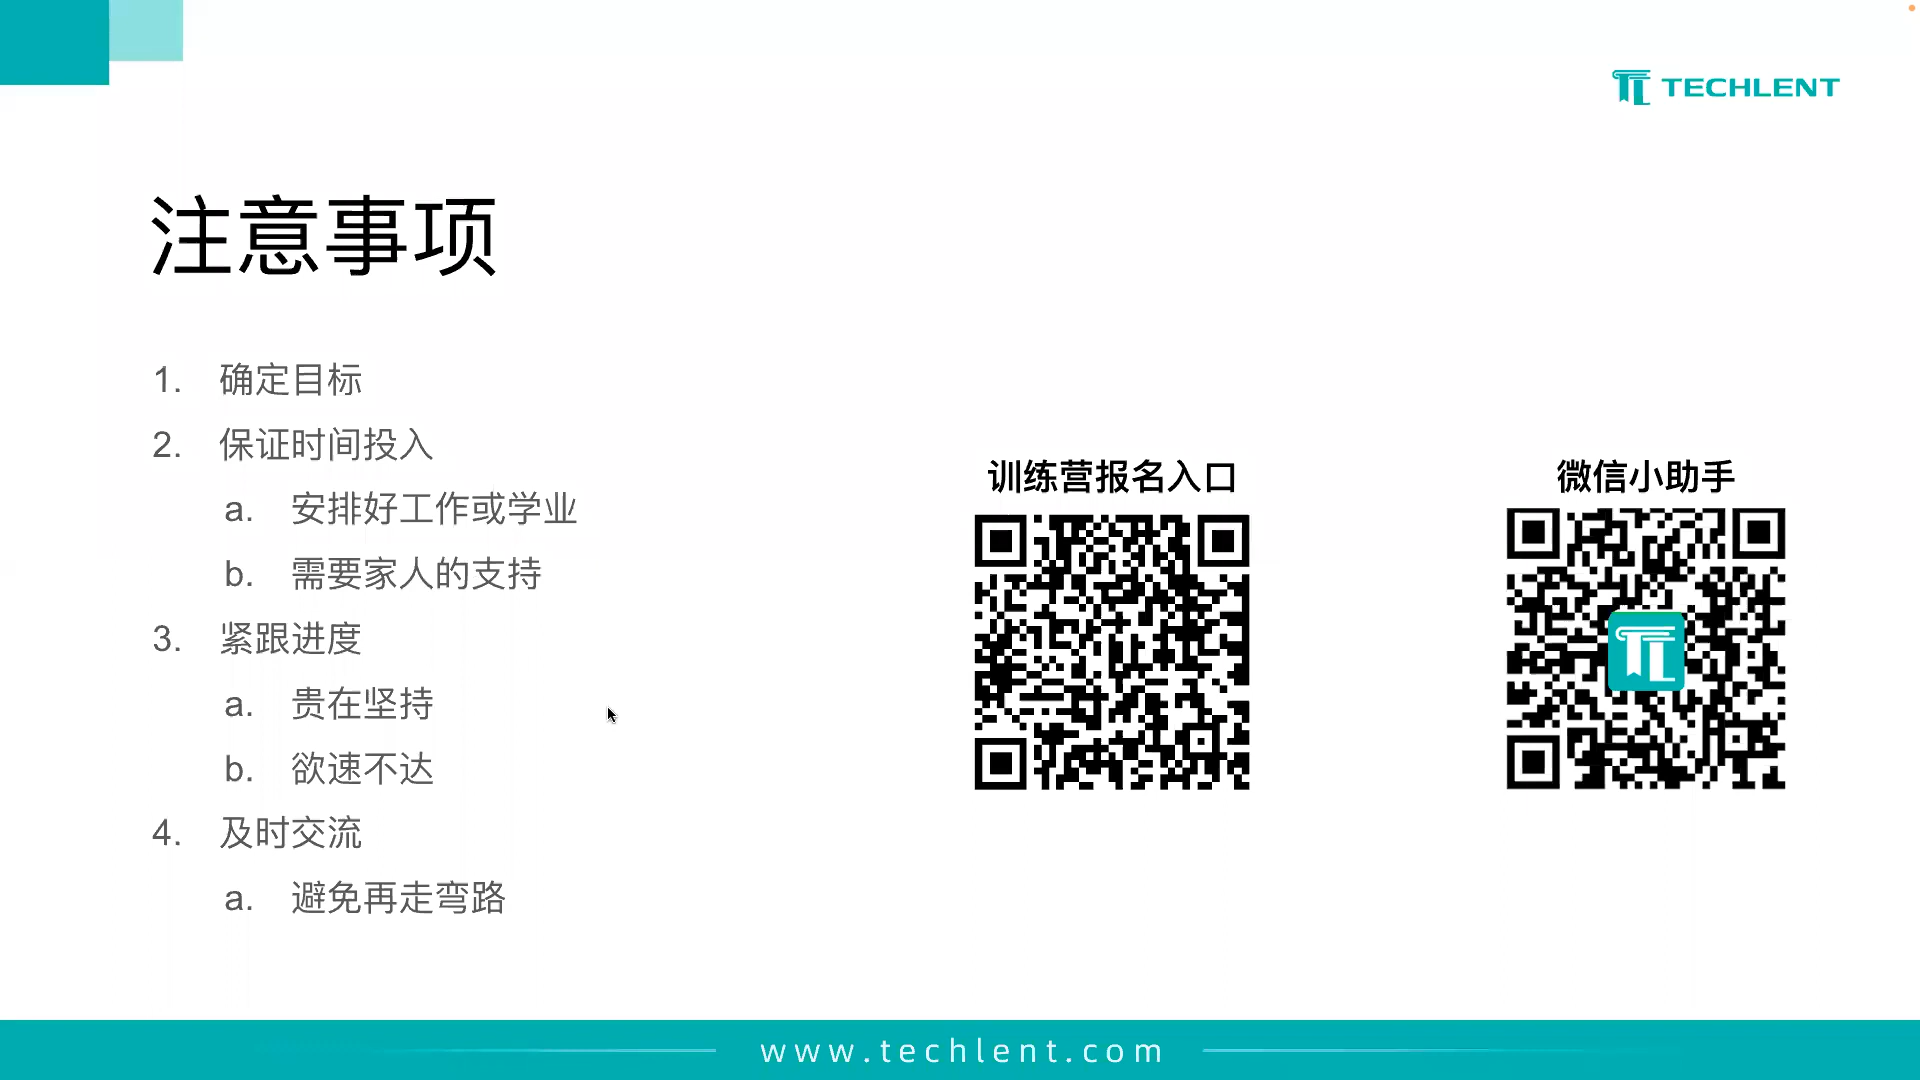 TECHLENT
注意事项
1. 确定目标
2. 保证时间投入
a. 安排好工作或学业
b. 需要家人的支持
3. 紧跟进度
a. 贵在坚持
b. 欲速不达
4. 及时交流
a. 避免再走弯路
训练营报名入口
微信小助手
www.techlent.com